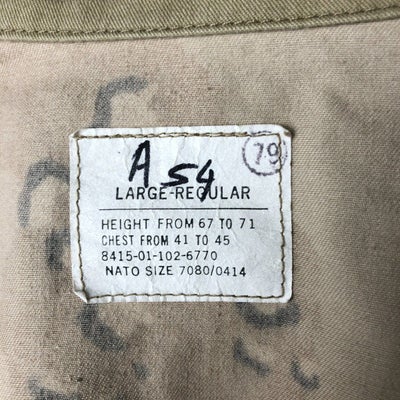 79
A 54
LARGE-REGULAR
HEIGHT FROM 67 TO 71
CHEST FROM 41 TO 45
8415-01-102-6770
NATO SIZE 7080/0414